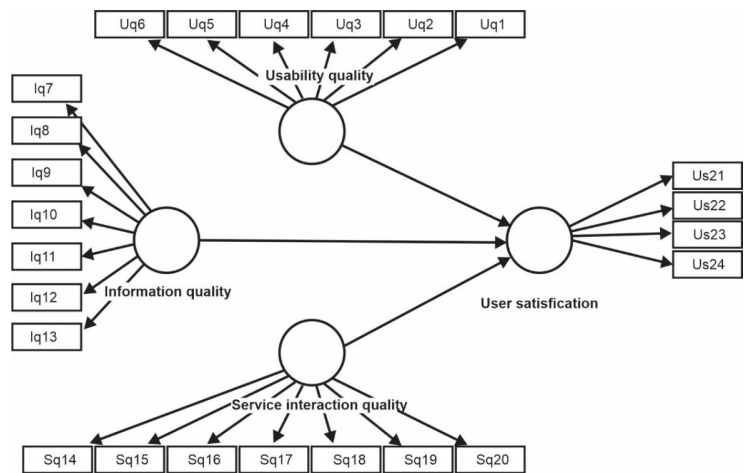 Uq6 Uq5 Uq4 Uq3 Uq2 Uq1
Usability quality
Iq7
Iq8
Iq9
Iq10
Iq11
Iq12
Iq13
Information quality
Us21
Us22
Us23
Us24
User satisfication
Service interaction quality
Sq14 Sq15 Sq16 Sq17 Sq18 Sq19 Sq20